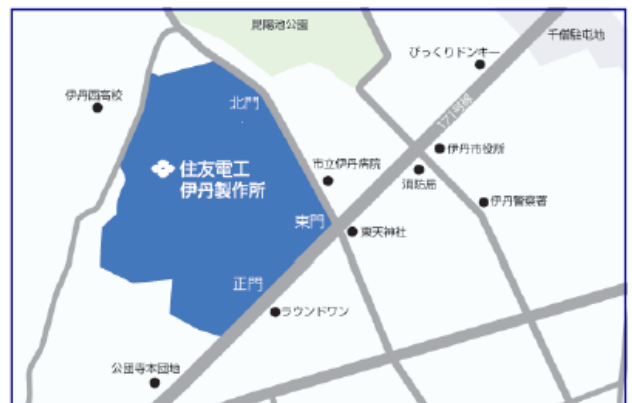 昆陽池公園
千僧駐屯地
びっくりドンキー
伊丹西高校
北門
171号線
伊丹市役所
住友電工
伊丹製作所
市立伊丹病院
消防局
伊丹警察署
東門
東天神社
正門
ラウンドワン
公団寺本団地